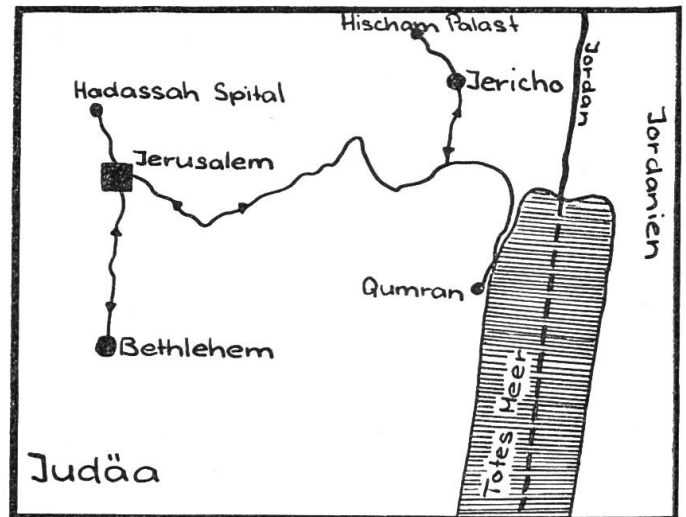 Hischam Palast
Jericho
Jordan
Jordanien
Hadassah Spital
Jerusalem
Qumran
Bethlehem
Totes Meer
Judäa